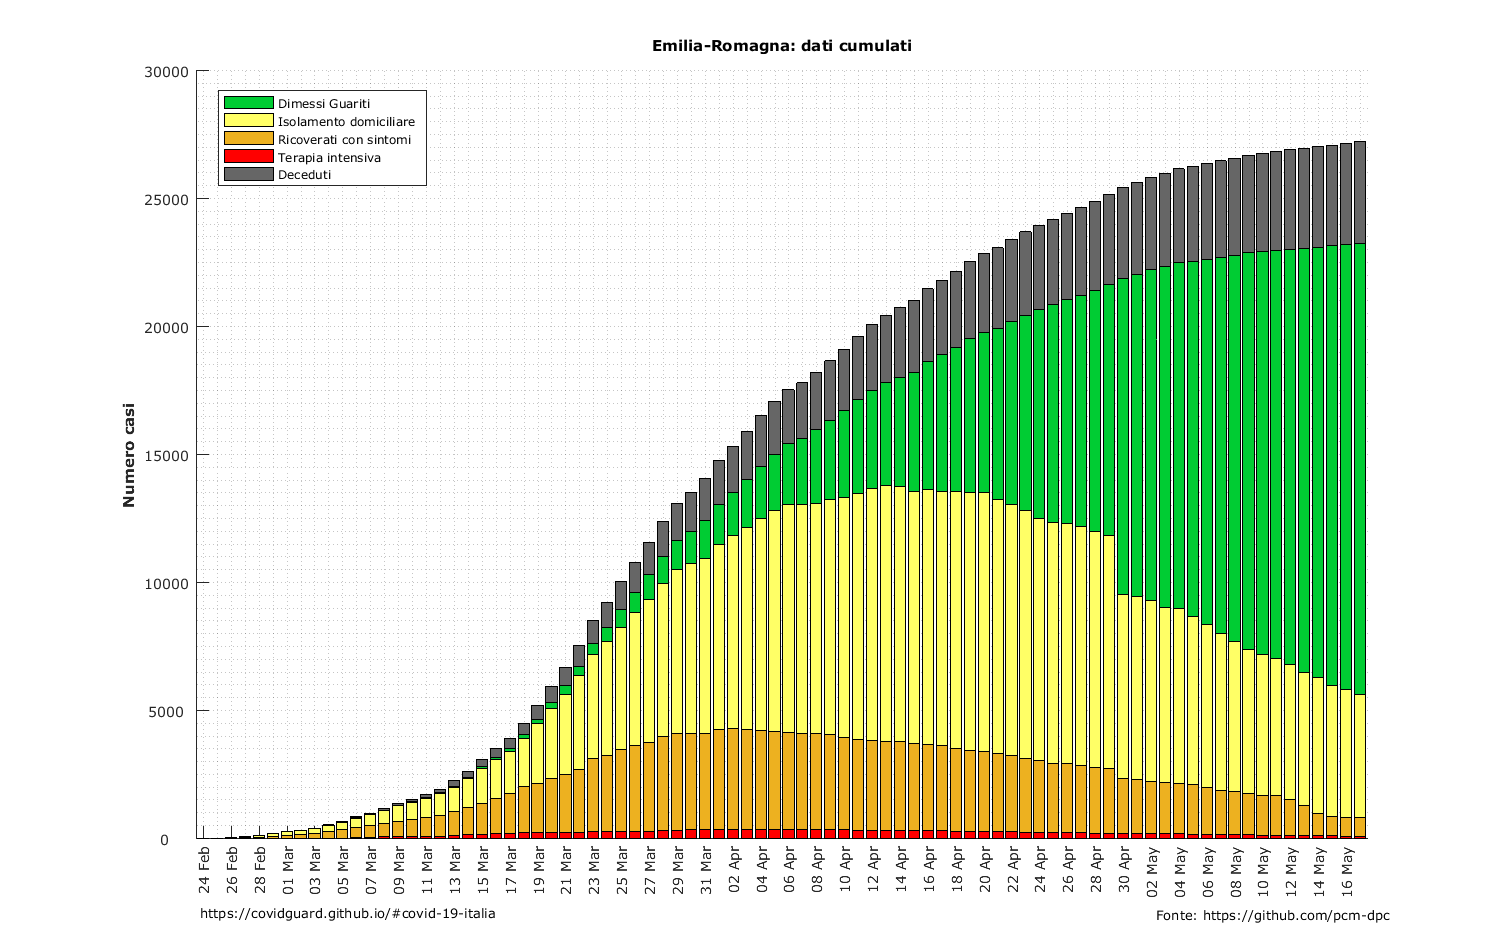 Emilia-Romagna: dati cumulati
30000
25000
20000
15000
10000
5000
0
Numero casi
Dimessi Guariti
Isolamento domiciliare
Ricoverati con sintomi
Terapia intensiva
Deceduti
24 Feb
26 Feb
28 Feb
01 Mar
03 Mar
05 Mar
07 Mar
09 Mar
11 Mar
13 Mar
15 Mar
17 Mar
19 Mar
21 Mar
23 Mar
25 Mar
27 Mar
29 Mar
31 Mar
02 Apr
04 Apr
06 Apr
08 Apr
10 Apr
12 Apr
14 Apr
16 Apr
18 Apr
20 Apr
22 Apr
24 Apr
26 Apr
28 Apr
30 Apr
02 May
04 May
06 May
08 May
10 May
12 May
14 May
16 May
https://covidguard.github.io/#covid-19-italia
Fonte: https://github.com/pcm-dpc